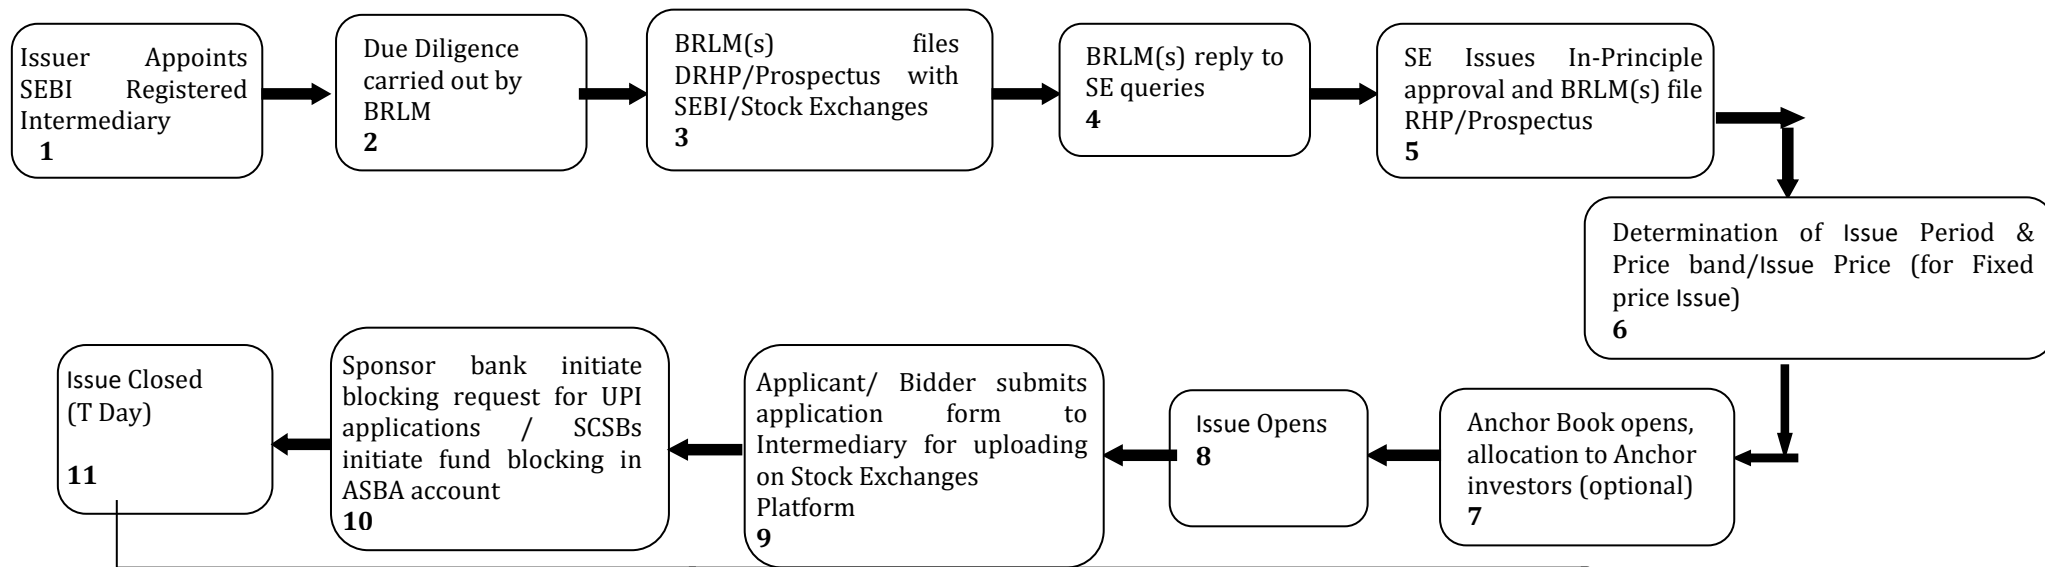 Issuer Appoints
SEBI Registered
Intermediary
1
Due Diligence
carried out by
BRLM
2
BRLM(s) files
DRHP/Prospectus with
SEBI/Stock Exchanges
3
BRLM(s) reply to
SE queries
4
SE Issues In-Principle
approval and BRLM(s) file
RHP/Prospectus
5
Determination of Issue Period &
Price band/Issue Price (for Fixed
price Issue)
6
Anchor Book opens,
allocation to Anchor
investors (optional)
7
Issue Opens
8
Applicant/ Bidder submits
application form to
Intermediary for uploading
on Stock Exchanges
Platform
9
Sponsor bank initiate
blocking request for UPI
applications / SCSBs
initiate fund blocking in
ASBA account
10
Issue Closed
(T Day)
11